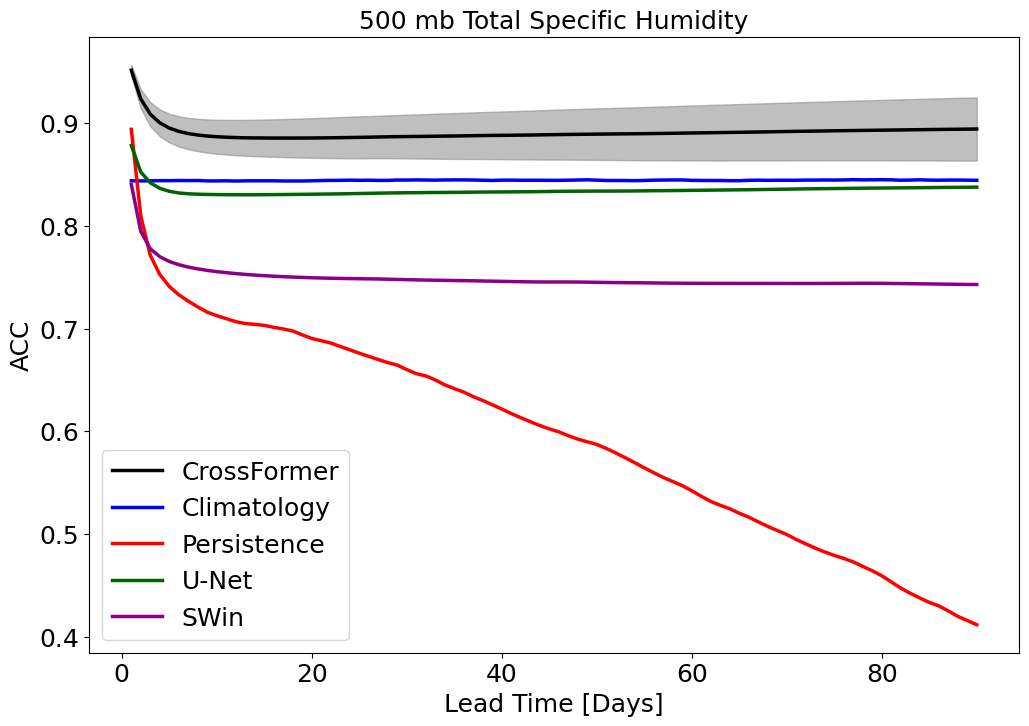 500 mb Total Specific Humidity
ACC
0.9
0.8
0.7
0.6
0.5
0.4
CrossFormer
Climatology
Persistence
U-Net
SWin
0 20 40 60 80
Lead Time [Days]